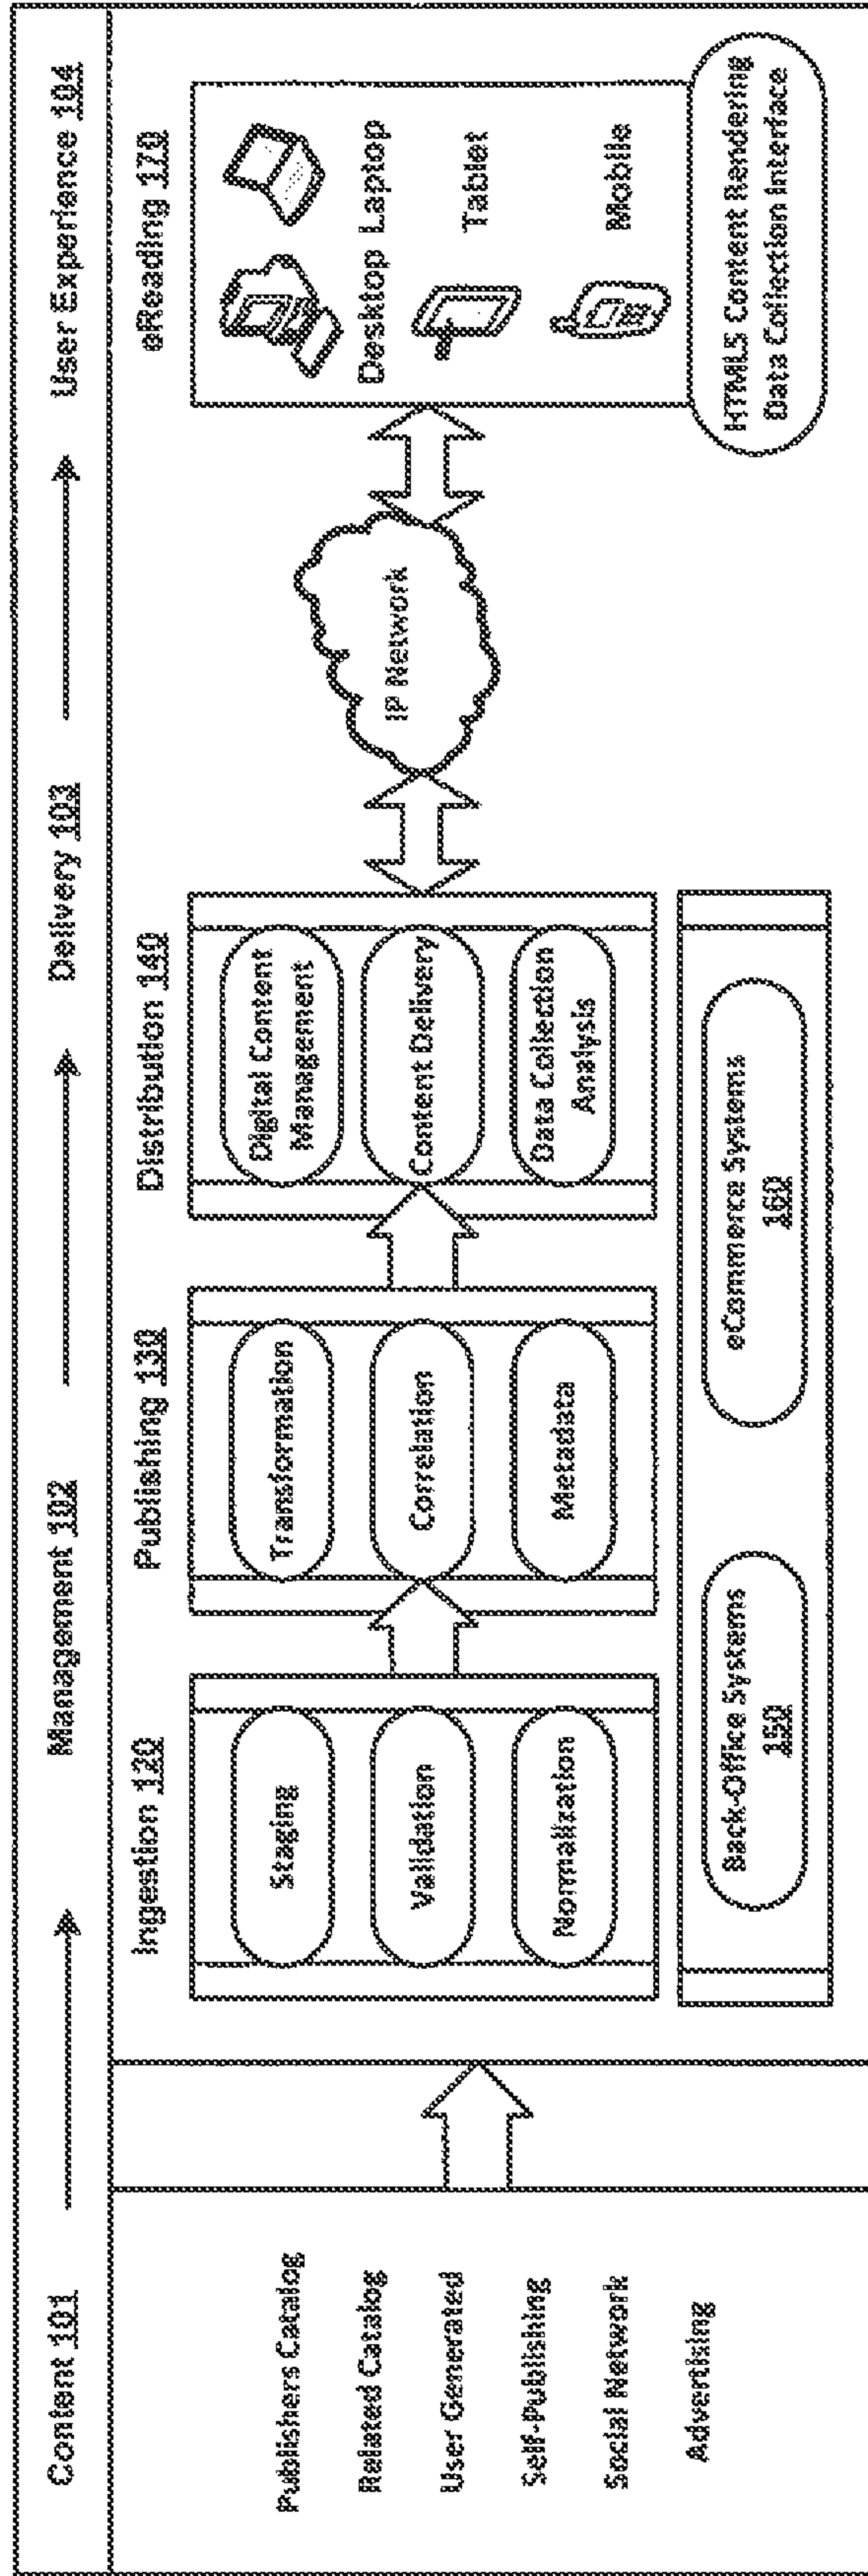 Content 101
Management 102
Delivery 103
User Experience 104
Publishers Catalog
Related Catalog
User Generated
Self-Publishing
Social Network
Advertising
Ingestion 120
Staging
Validation
Normalization
Publishing 130
Transformation
Correlation
Metadata
Distribution 140
Digital Content
Management
Content Delivery
Data Collection
Analysis
Back-Office Systems
150
eCommerce Systems
160
IP Network
eReading 170
Desktop Laptop
Tablet
Mobile
HTML5 Content Rendering
Data Collection Interface